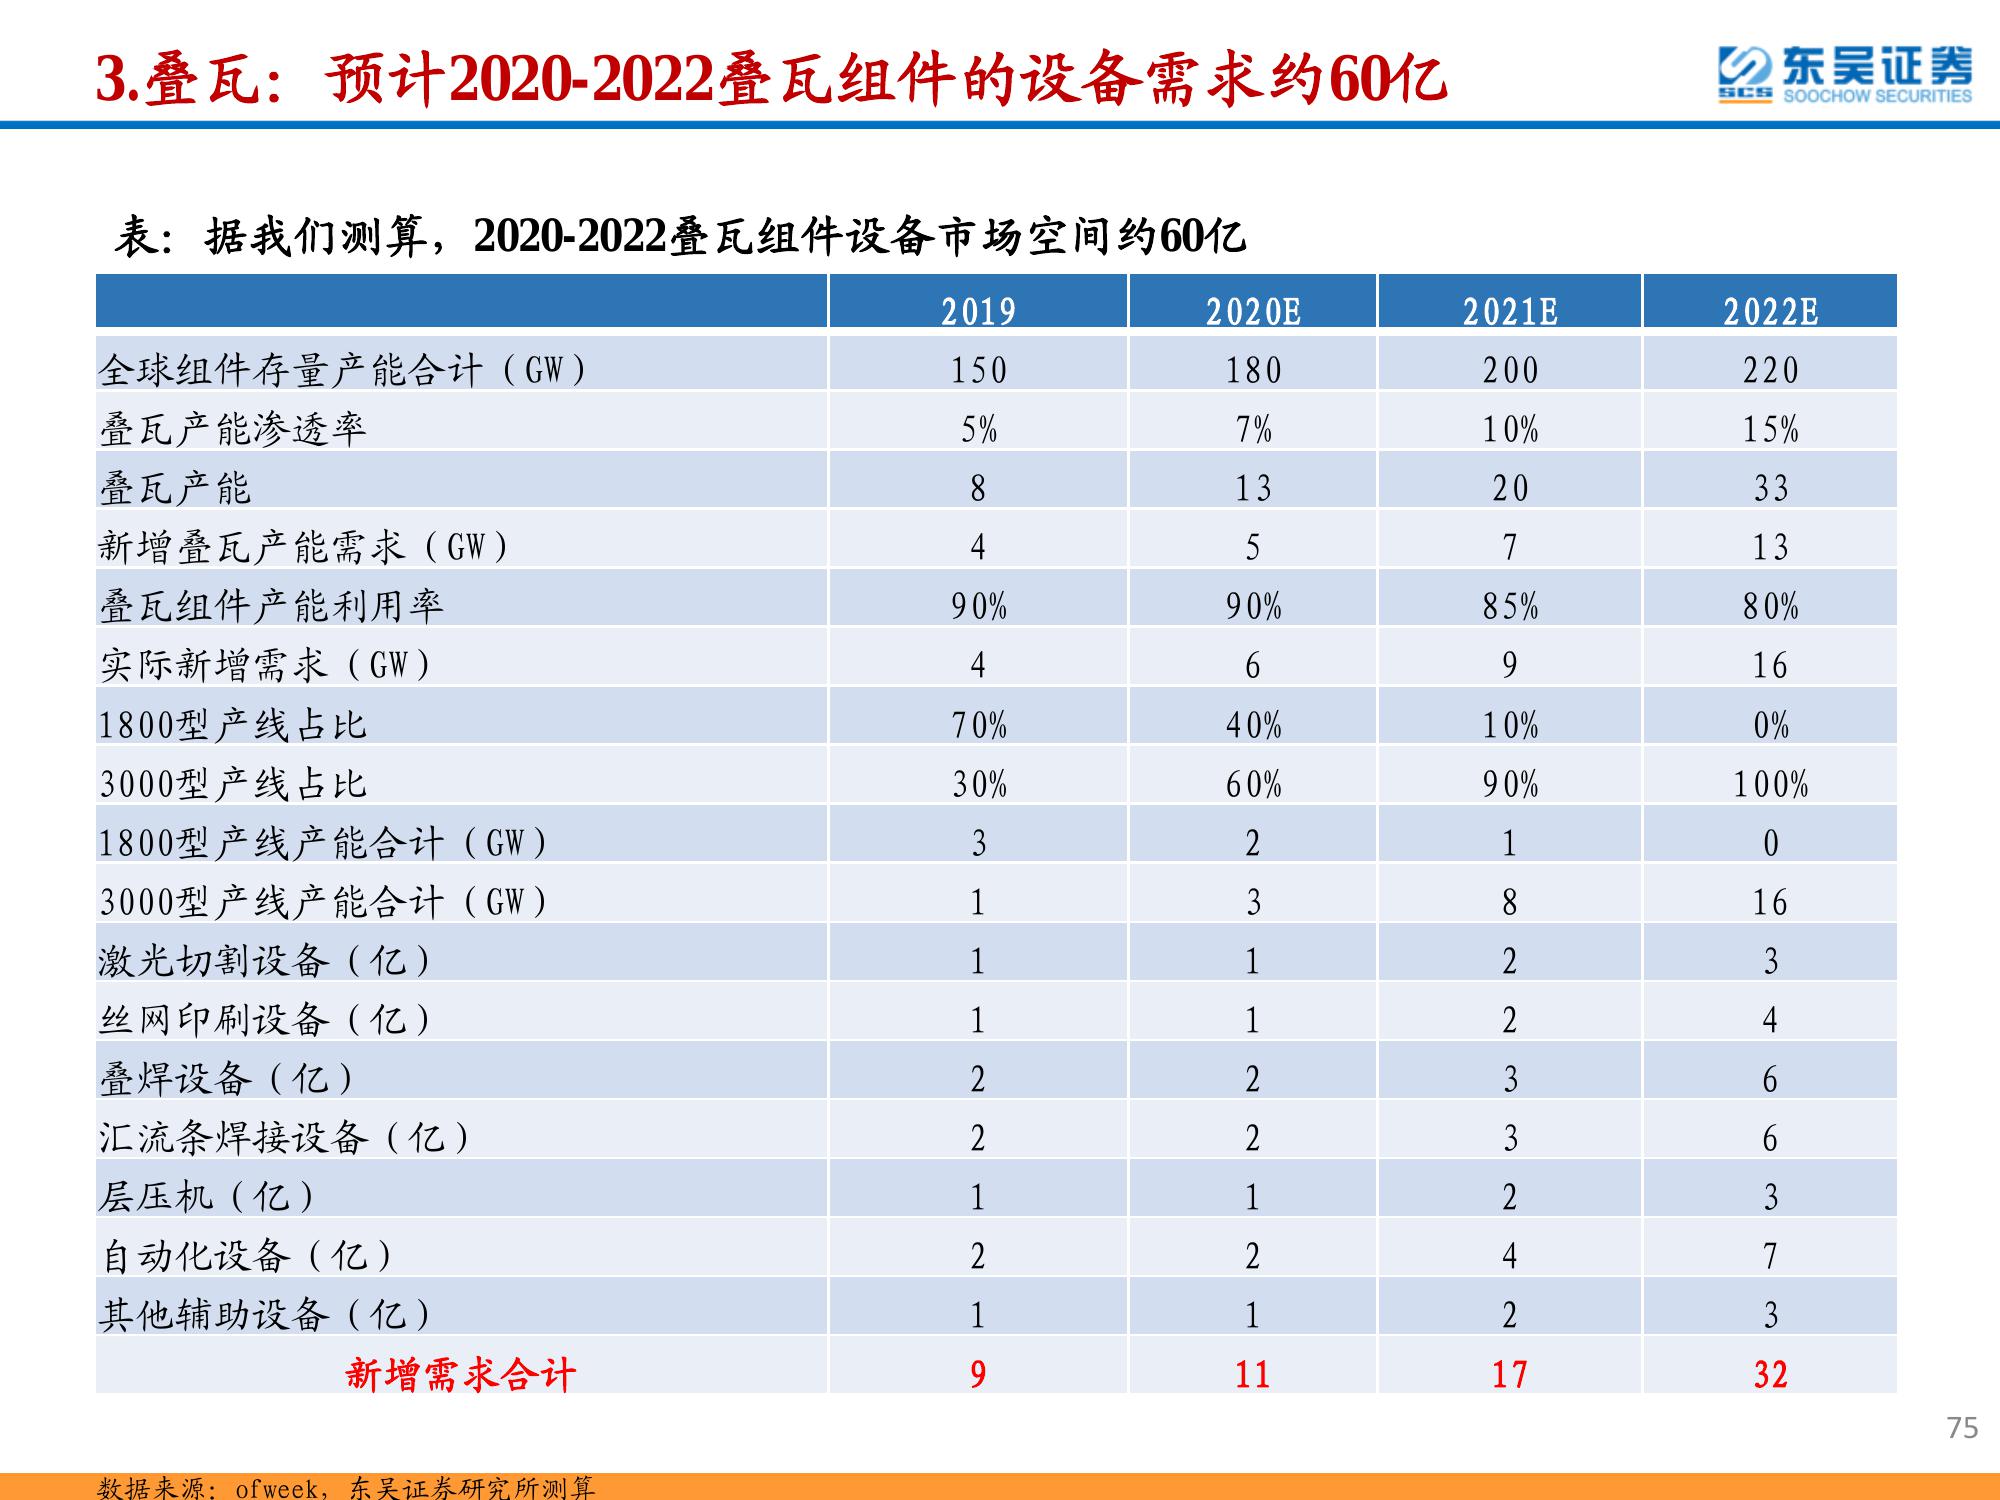 3.叠瓦：预计2020-2022叠瓦组件的设备需求约60亿
东吴证券
SCS SOOCHOW SECURITIES
表：据我们测算，2020-2022叠瓦组件设备市场空间约60亿
2019 2020E 2021E 2022E
全球组件存量产能合计（GW） 150 180 200 220
叠瓦产能渗透率 5% 7% 10% 15%
叠瓦产能 8 13 20 33
新增叠瓦产能需求（GW） 4 5 7 13
叠瓦组件产能利用率 90% 90% 85% 80%
实际新增需求（GW） 4 6 9 16
1800型产线占比 70% 40% 10% 0%
3000型产线占比 30% 60% 90% 100%
1800型产线产能合计（GW） 3 2 1 0
3000型产线产能合计（GW） 1 3 8 16
激光切割设备（亿） 1 1 2 3
丝网印刷设备（亿） 1 1 2 4
叠焊设备（亿） 2 2 3 6
汇流条焊接设备（亿） 2 2 3 6
层压机（亿） 1 1 2 3
自动化设备（亿） 2 2 4 7
其他辅助设备（亿） 1 1 2 3
新增需求合计 9 11 17 32
75
数据来源：ofweek，东吴证券研究所测算